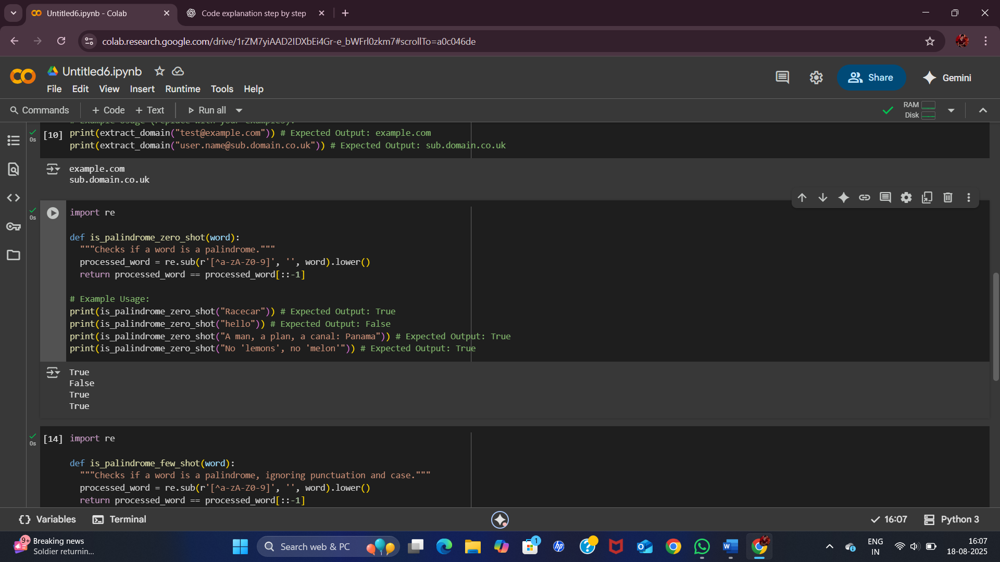 Untitled6.ipynb - Colab
Code explanation step by step
colab.research.google.com/drive/1rZM7yiAAD2IDXbEi4Gr-e_bWFrl0zkm7#scrollTo=a0c046de
CO Untitled6.ipynb
Share
Gemini
File Edit View Insert Runtime Tools Help
Commands + Code + Text Run all
RAM
Disk
# Example Usage (replace with your examples):
[10] print(extract_domain("test@example.com")) # Expected Output: example.com
0s
print(extract_domain("user.name@sub.domain.co.uk")) # Expected Output: sub.domain.co.uk
example.com
sub.domain.co.uk
0s
import re
def is_palindrome_zero_shot(word):
"""Checks if a word is a palindrome."""
processed_word = re.sub(r'[^a-zA-Z0-9]', '', word).lower()
return processed_word == processed_word[::-1]
# Example Usage:
print(is_palindrome_zero_shot("Racecar")) # Expected Output: True
print(is_palindrome_zero_shot("hello")) # Expected Output: False
print(is_palindrome_zero_shot("A man, a plan, a canal: Panama")) # Expected Output: True
print(is_palindrome_zero_shot("No 'lemons', no 'melon'")) # Expected Output: True
True
False
True
True
[14] import re
0s
def is_palindrome_few_shot(word):
"""Checks if a word is a palindrome, ignoring punctuation and case."""
processed_word = re.sub(r'[^a-zA-Z0-9]', '', word).lower()
return processed_word == processed_word[::-1]
{} Variables Terminal
16:07 Python 3
9+ Breaking news
Soldier returnin...
Search web & PC
1
hp
W
ENG
IN
16:07
18-08-2025